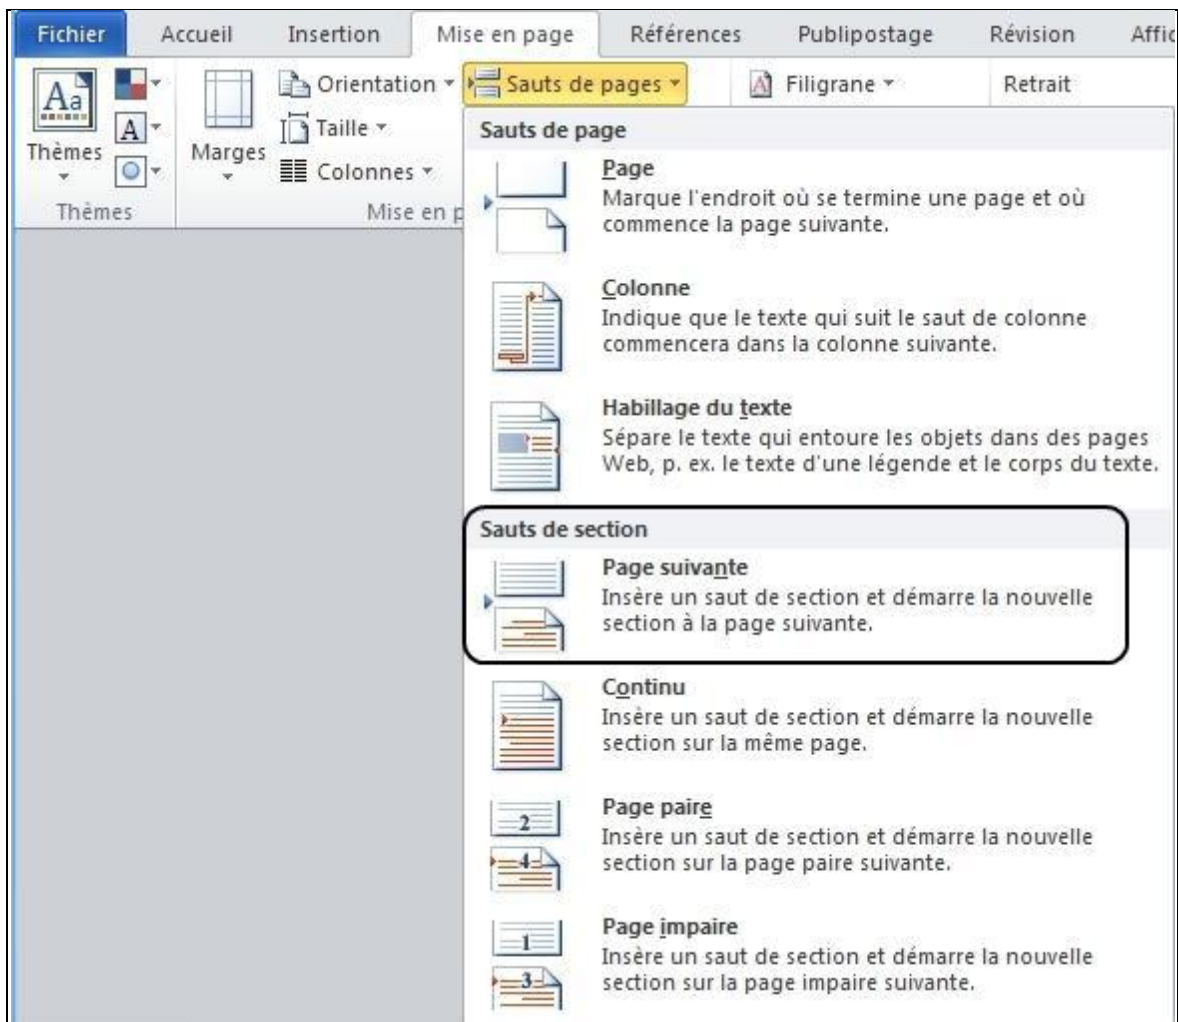 Fichier Accueil Insertion Mise en page Références Publipostage Révision
Aa Orientation Sauts de pages A Filigrane Retrait
A Taille
Thèmes Marges
Colonnes
Thèmes Mise en
Sauts de page
Page
Marque l'endroit où se termine une page et où
commence la page suivante.
Colonne
Indique que le texte qui suit le saut de colonne
commencera dans la colonne suivante.
Habillage du texte
Sépare le texte qui entoure les objets dans des pages
Web, p. ex. le texte d'une légende et le corps du texte.
Sauts de section
Page suivante
Insère un saut de section et démarre la nouvelle
section à la page suivante.
Continu
Insère un saut de section et démarre la nouvelle
section sur la même page.
Page paire
2
Insère un saut de section et démarre la nouvelle
4
section sur la page paire suivante.
Page impaire
1
Insère un saut de section et démarre la nouvelle
3
section sur la page impaire suivante.